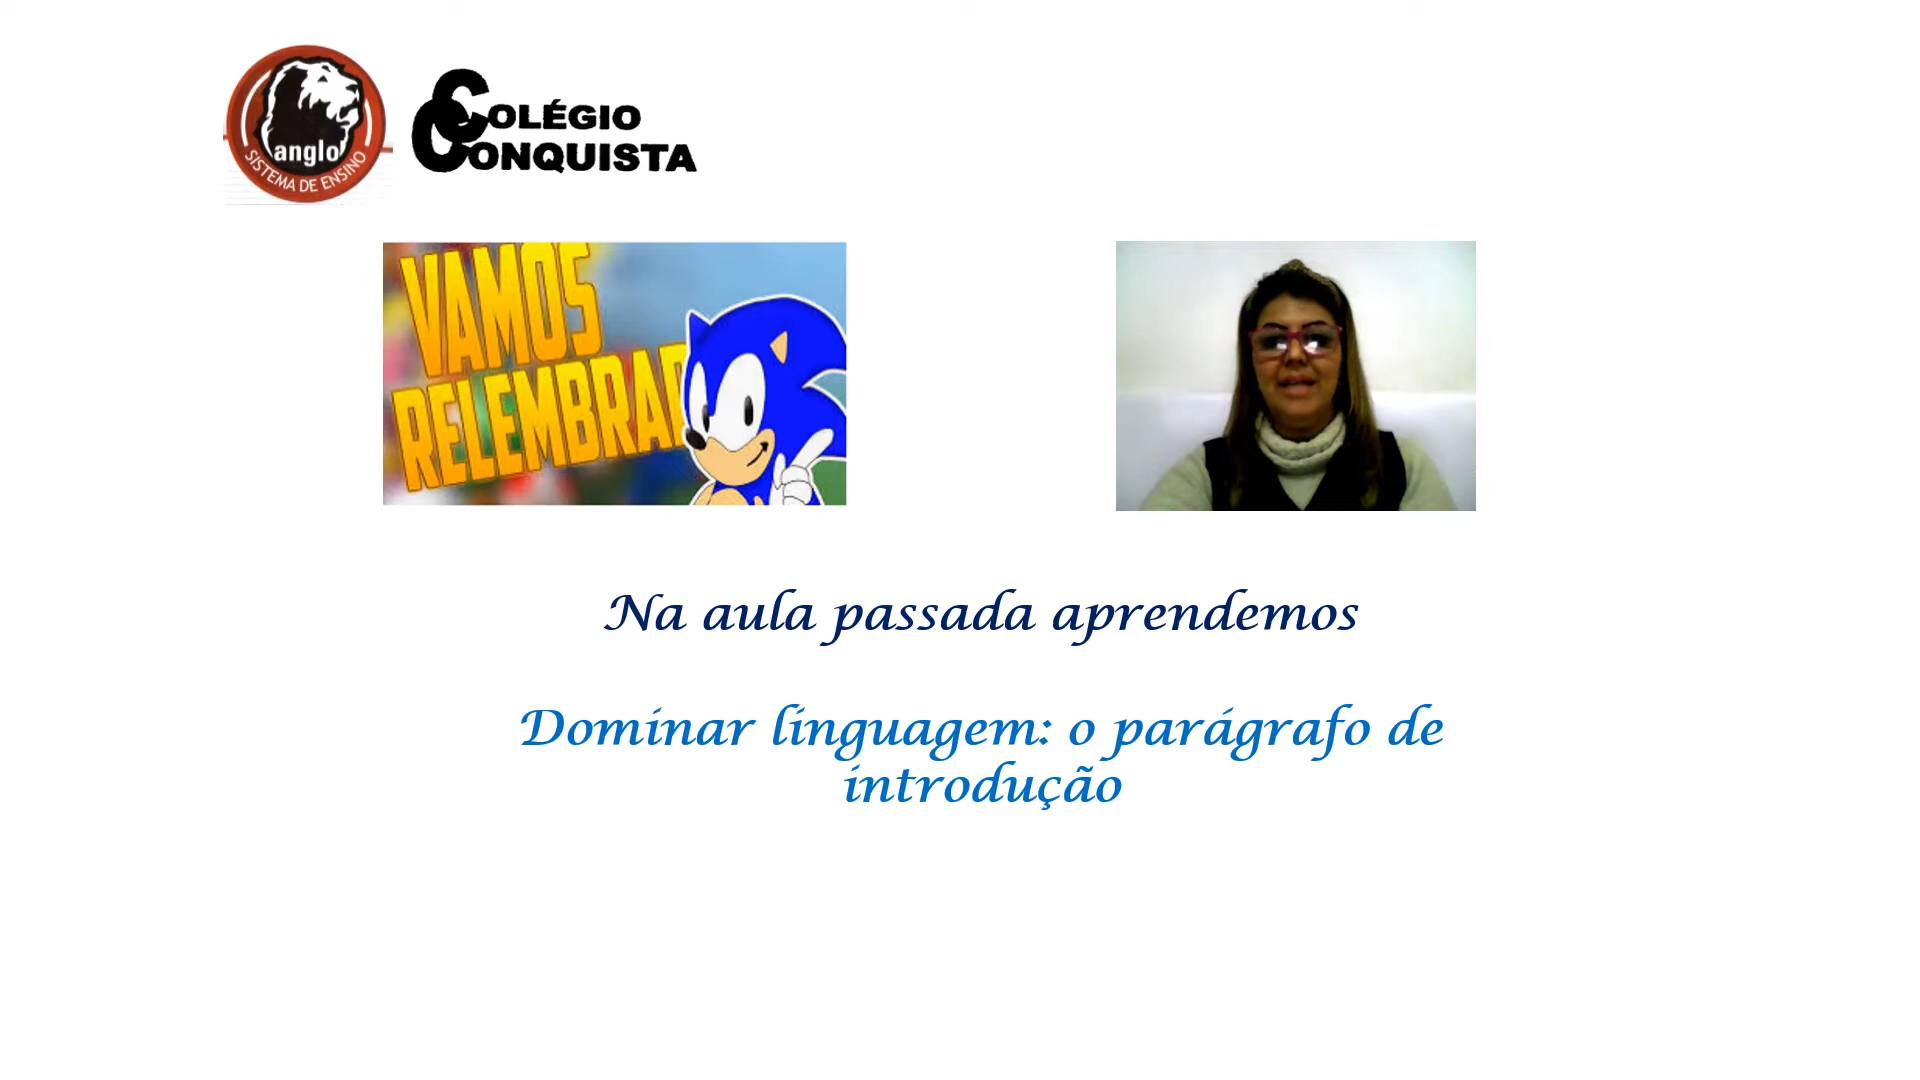 anglo
SISTEMA DE ENSINO
COLÉGIO
CONQUISTA
VAMOS
RELEMBRAR
Na aula passada aprendemos
Dominar linguagem: o parágrafo de
introdução